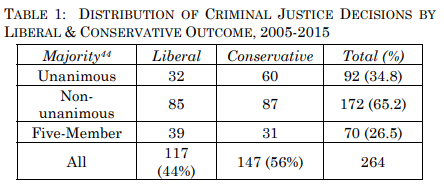 TABLE 1: DISTRIBUTION OF CRIMINAL JUSTICE DECISIONS BY
LIBERAL & CONSERVATIVE OUTCOME, 2005-2015
Majority⁴⁴ Liberal Conservative Total (%)
Unanimous 32 60 92 (34.8)
Non-
unanimous 85 87 172 (65.2)
Five-Member 39 31 70 (26.5)
All 117
(44%) 147 (56%) 264